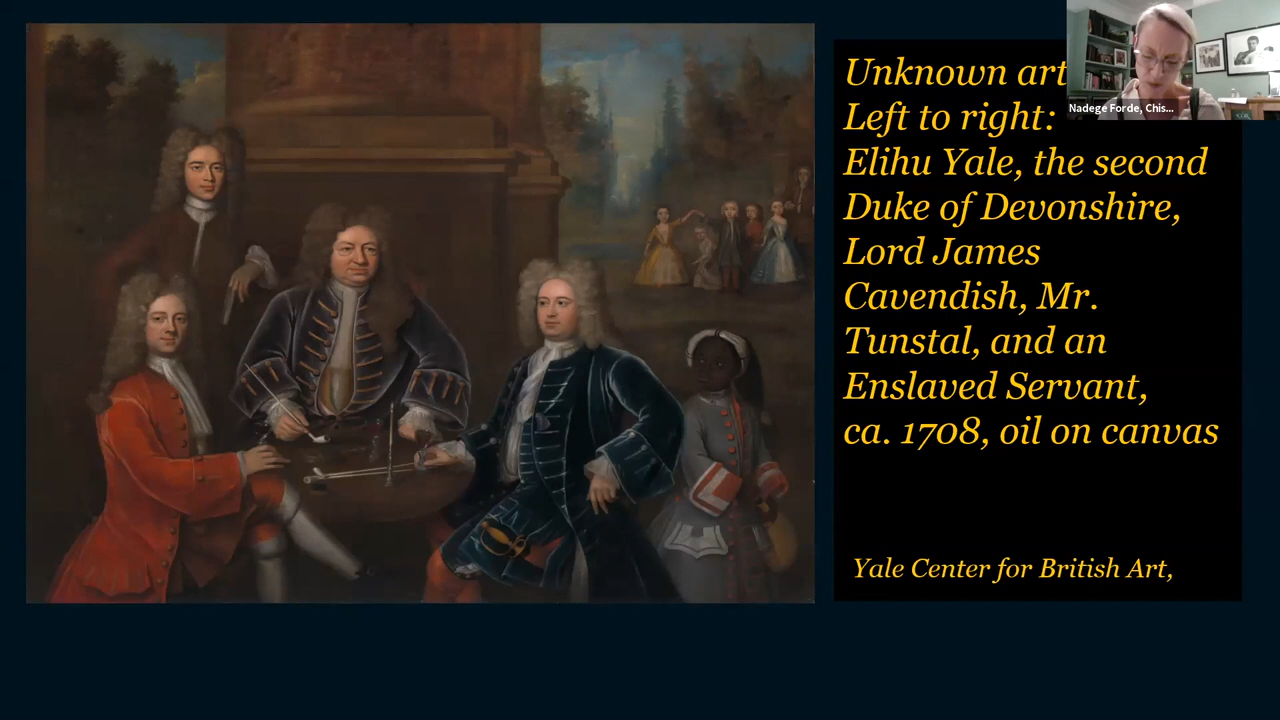 Unknown art
Left to right:
Elihu Yale, the second
Duke of Devonshire,
Lord James
Cavendish, Mr.
Tunstal, and an
Enslaved Servant,
ca. 1708, oil on canvas
Yale Center for British Art,
Nadege Forde, Chis...